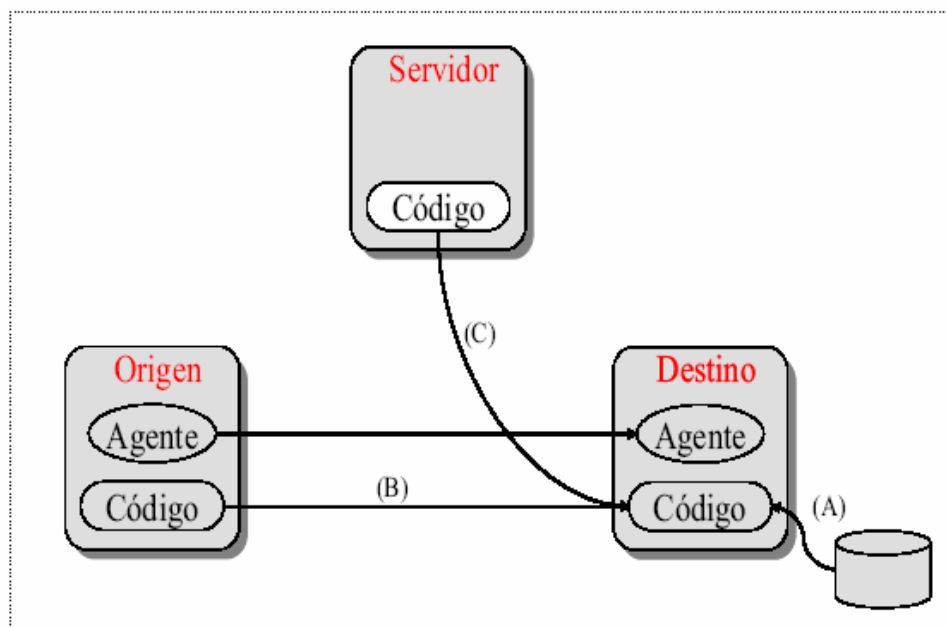 Servidor
Código
(C)
Origen
Destino
Agente
Agente
(B)
Código
Código
(A)